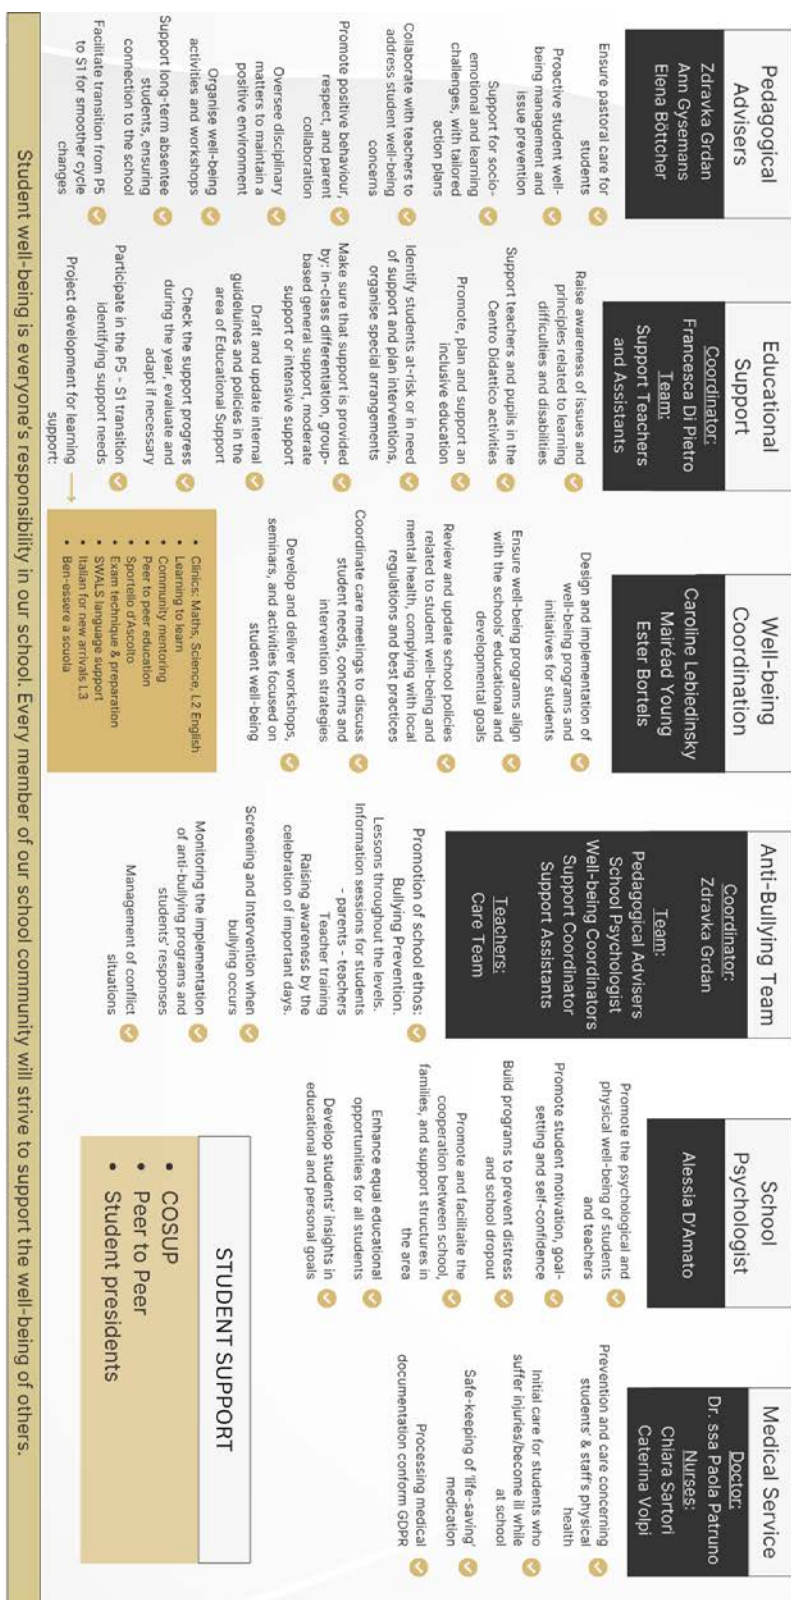 Pedagogical
Advisers
Zdravka Grdan
Ann Gysemans
Elena Böttcher
Ensure pastoral care for
students
Proactive student well-
being management and
issue prevention
Support for socio-
emotional and learning
challenges, with tailored
action plans
Collaborate with teachers to
address student well-being
concerns
Promote positive behaviour,
respect, and parent
collaboration
Oversee disciplinary
matters to maintain a
positive environment
Organise well-being
activities and workshops
Support long-term absentee
students, ensuring
connection to the school
Facilitate transition from P5
to S1 for smoother cycle
changes
Educational
Support
Coordinator:
Francesca Di Pietro
Team:
Support Teachers
and Assistants
Raise awareness of issues and
principles related to learning
difficulties and disabilities
Support teachers and pupils in the
Centro Didattico activities
Promote, plan and support an
inclusive education
Identify students at-risk or in need
of support and plan interventions,
organise special arrangements
Make sure that support is provided
by: in-class differentiation, group-
based general support, moderate
support or intensive support
Draft and update internal
guideluines and policies in the
area of Educational Support
Check the support progress
during the year, evaluate and
adapt if necessary
Participate in the P5 - S1 transition
identifying support needs
Project development for learning
support:
Well-being
Coordination
Caroline Lebiedinsky
Mairéad Young
Ester Bortels
Design and implementation of
well-being programs and
initiatives for students
Ensure well-being programs align
with the schools' educational and
developmental goals
Review and update school policies
related to student well-being and
mental health, complying with local
regulations and best practices
Coordinate care meetings to discuss
student needs, concerns and
intervention strategies
Develop and deliver workshops,
seminars, and activities focused on
student well-being
• Clinics: Maths, Science, L2 English
• Learning to learn
• Community mentoring
• Peer to peer education
• Sportello d'Ascolto
• Exam technique & preparation
• SWALS language support
• Italian for new arrivals L3
• Ben-essere a scuola
Anti-Bullying Team
Coordinator:
Zdravka Grdan
Team:
Pedagogical Advisers
School Psychologist
Well-being Coordinators
Support Coordinator
Support Assistants
Teachers:
Care Team
Promotion of school ethos:
Bullying Prevention.
Lessons throughout the levels.
Information sessions for students
- parents - teachers
Teacher training
Raising awareness by the
celebration of important days.
Screening and Intervention when
bullying occurs
Monitoring the implementation
of anti-bullying programs and
students' responses
Management of conflict
situations
School
Psychologist
Alessia D'Amato
Promote the psychological and
physical well-being of students
and teachers
Promote student motivation, goal-
setting and self-confidence
Build programs to prevent distress
and school dropout
Promote and facilitaite the
cooperation between school,
families, and support structures in
the area
Enhance equal educational
opportunities for all students
Develop students' insights in
educational and personal goals
Medical Service
Doctor:
Dr. ssa Paola Patruno
Nurses:
Chiara Sartori
Caterina Volpi
Prevention and care concerning
students' & staff's physical
health
Initial care for students who
suffer injuries/become ill while
at school
Safe-keeping of 'life-saving'
medication
Processing medical
documentation conform GDPR
STUDENT SUPPORT
• COSUP
• Peer to Peer
• Student presidents
Student well-being is everyone's responsibility in our school. Every member of our school community will strive to support the well-being of others.